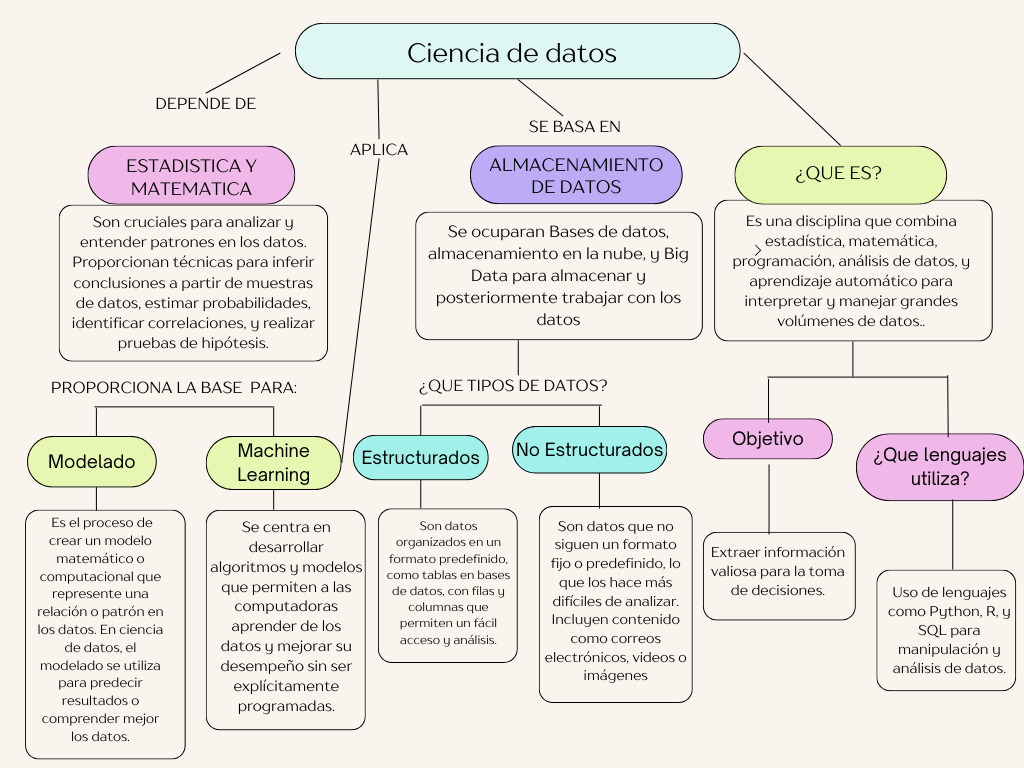 Ciencia de datos
DEPENDE DE
APLICA
SE BASA EN
ESTADISTICA Y
MATEMATICA
Son cruciales para analizar y
entender patrones en los datos.
Proporcionan técnicas para inferir
conclusiones a partir de muestras
de datos, estimar probabilidades,
identificar correlaciones, y realizar
pruebas de hipótesis.
ALMACENAMIENTO
DE DATOS
Se ocuparan Bases de datos,
almacenamiento en la nube, y Big
Data para almacenar y
posteriormente trabajar con los
datos
¿QUE ES?
Es una disciplina que combina
estadística, matemática,
programación, análisis de datos, y
aprendizaje automático para
interpretar y manejar grandes
volúmenes de datos..
PROPORCIONA LA BASE PARA:
Modelado
Es el proceso de
crear un modelo
matemático o
computacional que
represente una
relación o patrón en
los datos. En ciencia
de datos, el
modelado se utiliza
para predecir
resultados o
comprender mejor
los datos.
Machine
Learning
Se centra en
desarrollar
algoritmos y modelos
que permiten a las
computadoras
aprender de los
datos y mejorar su
desempeño sin ser
explícitamente
programadas.
¿QUE TIPOS DE DATOS?
Estructurados
Son datos
organizados en un
formato predefinido,
como tablas en bases
de datos, con filas y
columnas que
permiten un fácil
acceso y análisis.
No Estructurados
Son datos que no
siguen un formato
fijo o predefinido, lo
que los hace más
difíciles de analizar.
Incluyen contenido
como correos
electrónicos, videos o
imágenes
Objetivo
Extraer información
valiosa para la toma
de decisiones.
¿Que lenguajes
utiliza?
Uso de lenguajes
como Python, R, y
SQL para
manipulación y
análisis de datos.